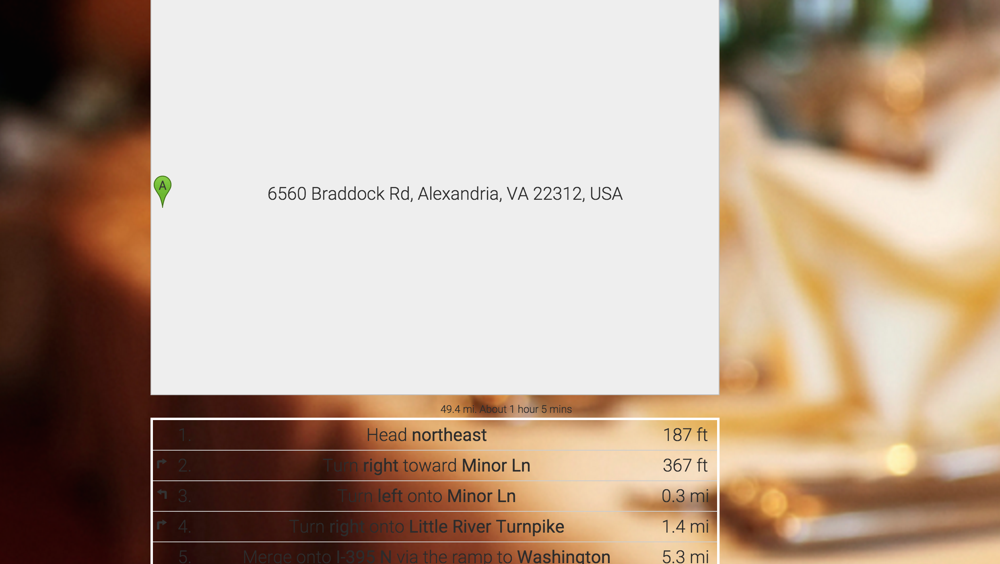 A
6560 Braddock Rd, Alexandria, VA 22312, USA
49.4 mi. About 1 hour 5 mins
1. Head northeast 187 ft
2. Turn right toward Minor Ln 367 ft
3. Turn left onto Minor Ln 0.3 mi
4. Turn right onto Little River Turnpike 1.4 mi
5. Merge onto I-395 N via the ramp to Washington 5.3 mi